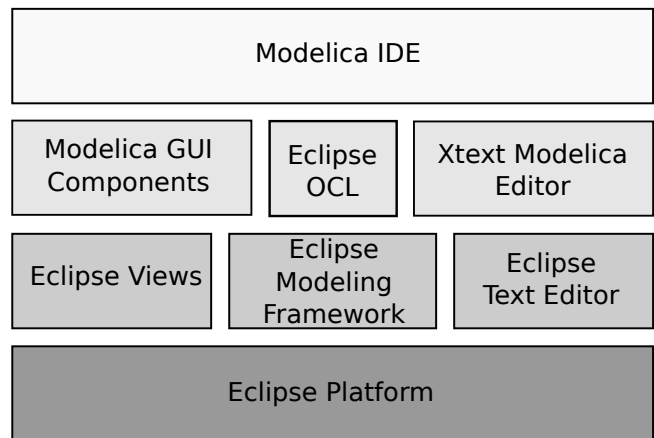 Modelica IDE
Modelica GUI
Components
Eclipse
OCL
Xtext Modelica
Editor
Eclipse Views
Eclipse
Modeling
Framework
Eclipse
Text Editor
Eclipse Platform